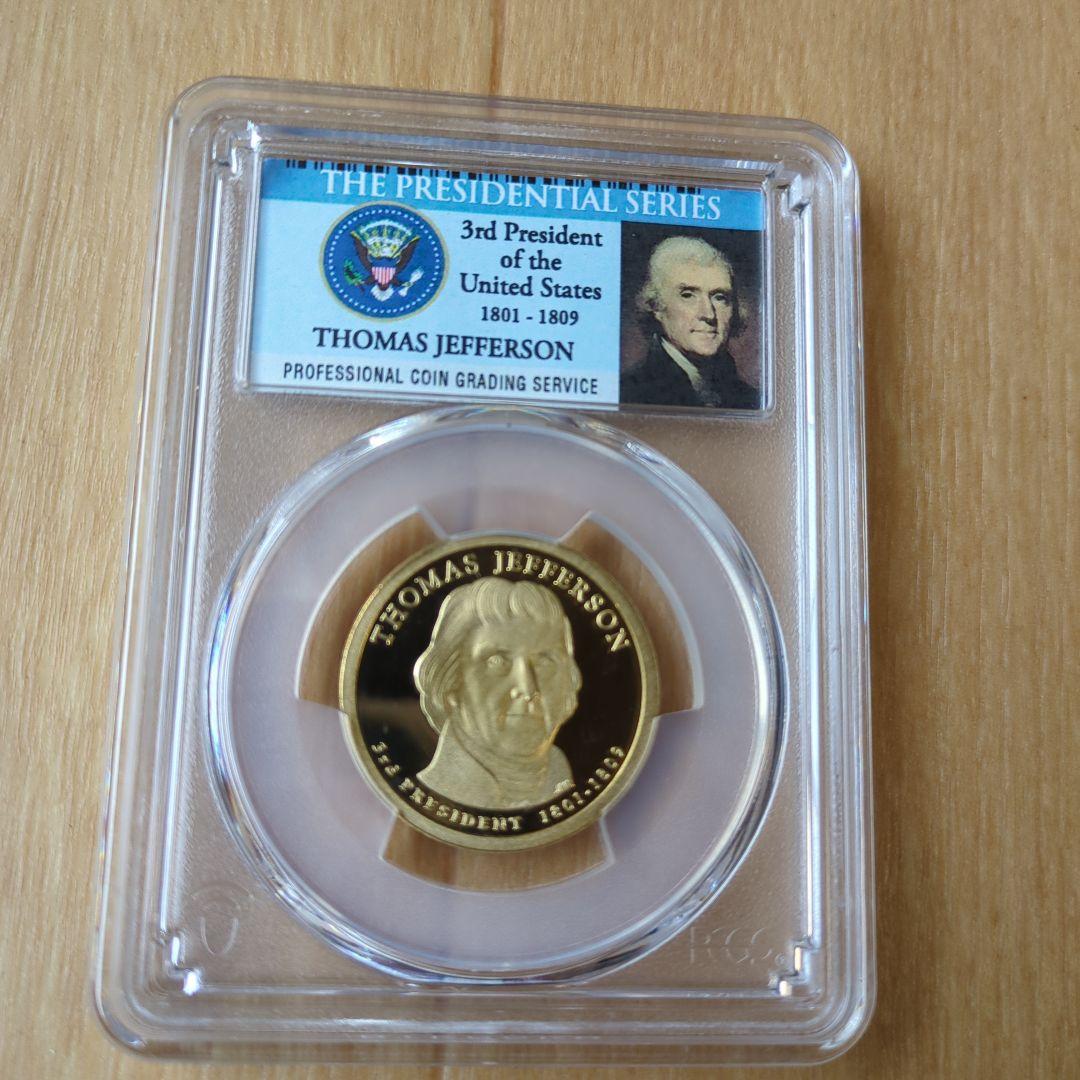 THE PRESIDENTIAL SERIES
3rd President
of the
United States
1801 - 1809
THOMAS JEFFERSON
PROFESSIONAL COIN GRADING SERVICE
THOMAS JEFFERSON
3rd PRESIDENT 1801-1809
PCGS